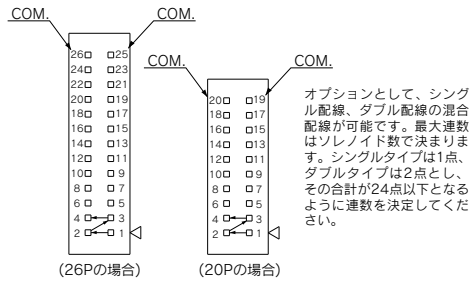 COM. COM.
26 25
24 23
22 21
20 19
18 17
16 15
14 13
12 11
10 9
8 7
6 5
4 3
2 1
(26Pの場合)
COM. COM.
20 19
18 17
16 15
14 13
12 11
10 9
8 7
6 5
4 3
2 1
(20Pの場合)
オプションとして、シング
ル配線、ダブル配線の混合
配線が可能です。最大連数
はソレノイド数で決まりま
す。シングルタイプは1点、
ダブルタイプは2点とし、
その合計が24点以下となる
ように連数を決定してくだ
さい。